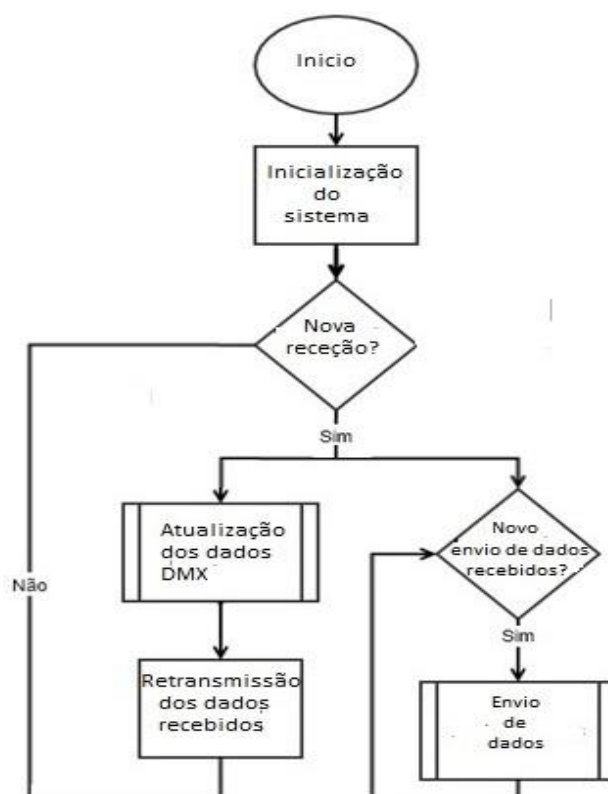 Inicio
Inicialização
do
sistema
Nova
receção?
Sim
Não
Atualização
dos dados
DMX
Novo
envio de dados
recebidos?
Sim
Retransmissão
dos dados
recebidos
Envio
de
dados